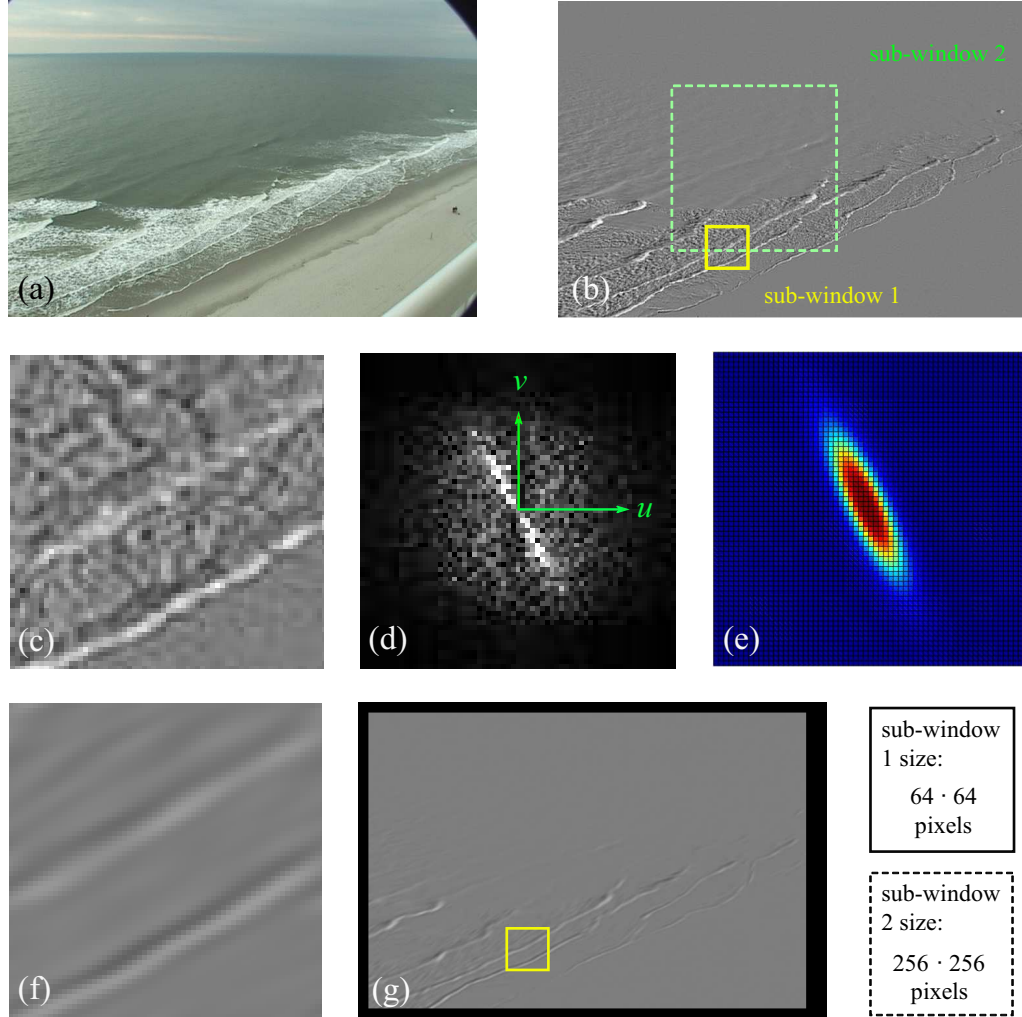 (a)
sub-window 2
(b)
sub-window 1
(c)
v
u
(d)
(e)
(f)
(g)
sub-window
1 size:
64 · 64
pixels
sub-window
2 size:
256 · 256
pixels